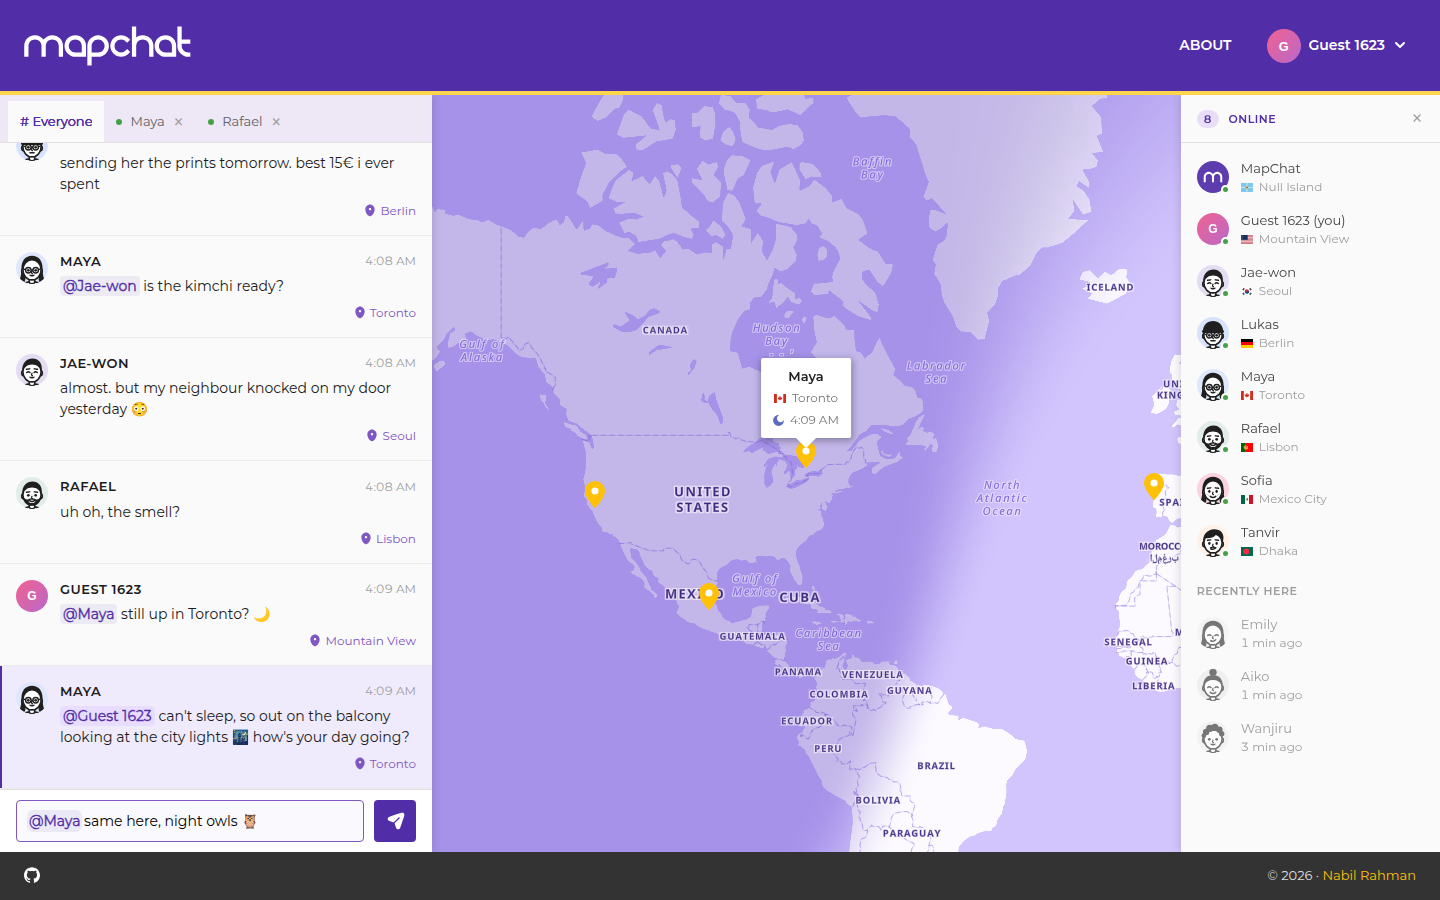 mapchat
ABOUT
G
Guest 1623
# Everyone
Maya ×
Rafael ×
sending her the prints tomorrow. best 15€ i ever
spent
Berlin
MAYA
4:08 AM
@Jae-won is the kimchi ready?
Toronto
JAE-WON
4:08 AM
almost. but my neighbour knocked on my door
yesterday 😳
Seoul
RAFAEL
4:08 AM
uh oh, the smell?
Lisbon
G
GUEST 1623
4:09 AM
@Maya still up in Toronto? 🌙
Mountain View
MAYA
4:09 AM
@Guest 1623 can't sleep, so out on the balcony
looking at the city lights 🌃 how's your day going?
Toronto
@Maya same here, night owls 🦉
Baffin
Bay
ICELAND
CANADA
Hudson
Bay
Gulf of
Alaska
Labrador
Sea
Maya
Toronto
4:09 AM
UNITED
STATES
North
Atlantic
Ocean
MOROCCO
Gulf of
Mexico
CUBA
GUATEMALA
Caribbean
Sea
SENEGAL
GUINEA
LIBERIA
PANAMA
VENEZUELA
COLOMBIA
GUYANA
ECUADOR
PERU
BRAZIL
BOLIVIA
PARAGUAY
8 ONLINE ×
MapChat
Null Island
G
Guest 1623 (you)
Mountain View
Jae-won
Seoul
Lukas
Berlin
Maya
Toronto
Rafael
Lisbon
Sofia
Mexico City
Tanvir
Dhaka
RECENTLY HERE
Emily
1 min ago
Aiko
1 min ago
Wanjiru
3 min ago
© 2026 · Nabil Rahman